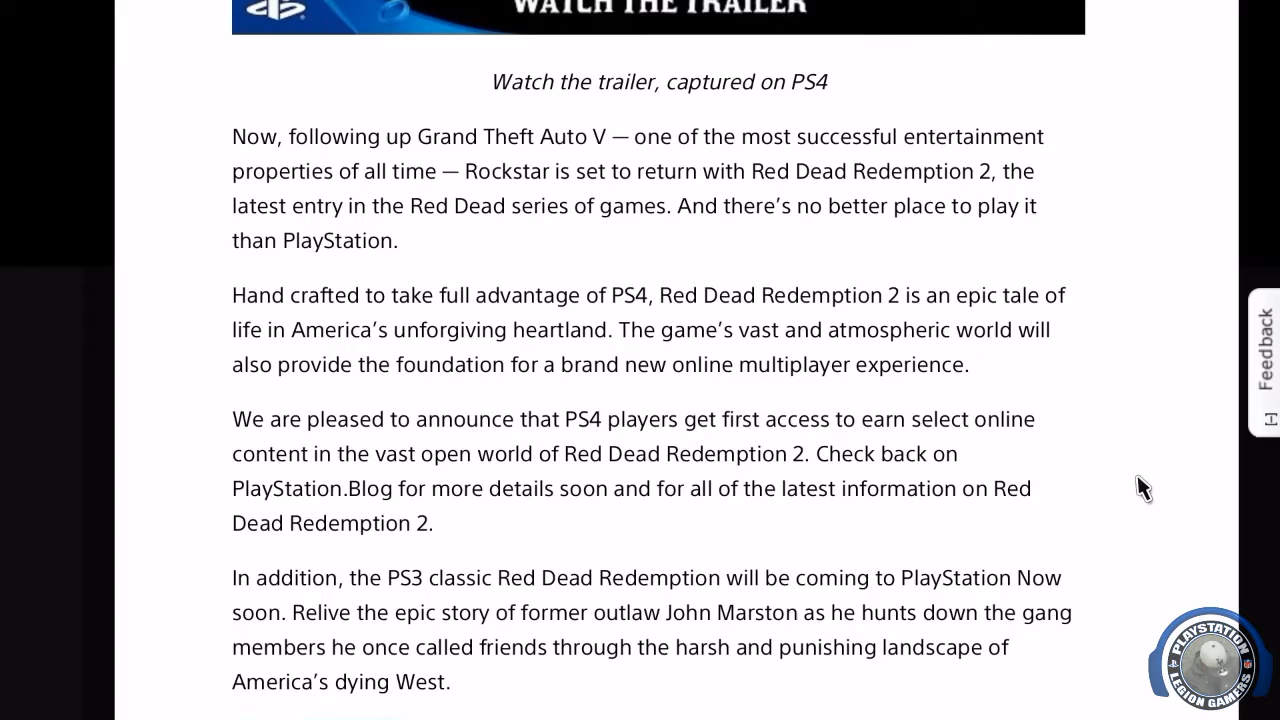 WATCH THE TRAILER
Watch the trailer, captured on PS4
Now, following up Grand Theft Auto V — one of the most successful entertainment
properties of all time — Rockstar is set to return with Red Dead Redemption 2, the
latest entry in the Red Dead series of games. And there’s no better place to play it
than PlayStation.
Hand crafted to take full advantage of PS4, Red Dead Redemption 2 is an epic tale of
life in America’s unforgiving heartland. The game’s vast and atmospheric world will
also provide the foundation for a brand new online multiplayer experience.
We are pleased to announce that PS4 players get first access to earn select online
content in the vast open world of Red Dead Redemption 2. Check back on
PlayStation.Blog for more details soon and for all of the latest information on Red
Dead Redemption 2.
In addition, the PS3 classic Red Dead Redemption will be coming to PlayStation Now
soon. Relive the epic story of former outlaw John Marston as he hunts down the gang
members he once called friends through the harsh and punishing landscape of
America’s dying West.
Feedback
[-]
PLAYSTATION
LEGION GAMERS